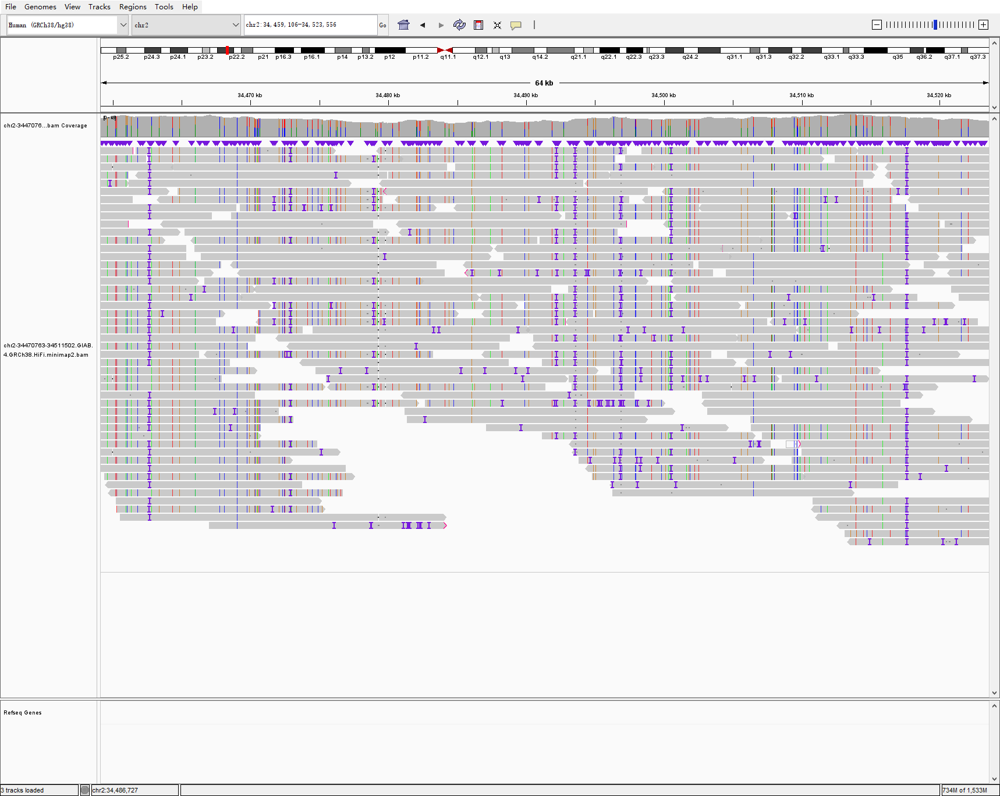 File Genomes View Tracks Regions Tools Help
Human (GRCh38/hg38) chr2 chr2:34,459,106-34,523,556 Go
p25.2 p24.3 p24.1 p23.2 p22.2 p21 p16.3 p16.1 p14 p13.2 p12 p11.2 q11.1 q12.1 q13 q14.2 q21.1 q22.1 q22.3 q23.3 q24.2 q31.1 q31.3 q32.2 q33.1 q33.3 q35 q36.2 q37.1 q37.3
64 kb
34,470 kb 34,480 kb 34,490 kb 34,500 kb 34,510 kb 34,520 kb
chr2-3447076...bam Coverage
chr2-34470763-34511502.GIAB.
4.GRCh38.HiFi.minimap2.bam
Refseq Genes
3 tracks loaded chr2:34,486,727 734M of 1,533M